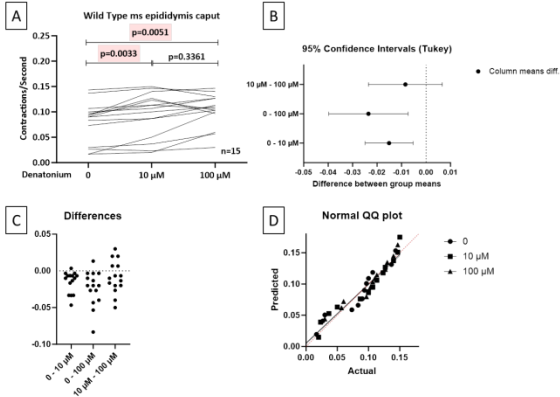 A
Wild Type ms epididymis caput
p=0.0051
p=0.0033
p=0.3361
Contractions/Second
0.25
0.20
0.15
0.10
0.05
0.00
n=15
Denatonium 0 10 µM 100 µM
B
95% Confidence Intervals (Tukey)
10 µM - 100 µM
0 - 100 µM
0 - 10 µM
Column means diff.
-0.05 -0.04 -0.03 -0.02 -0.01 0.00 0.01
Difference between group means
C
Differences
0.05
0.00
-0.05
-0.10
0 - 10 µM
0 - 100 µM
10 µM - 100 µM
D
Normal QQ plot
Predicted
0.15
0.10
0.05
0.00
0.00 0.05 0.10 0.15
Actual
0
10 µM
100 µM